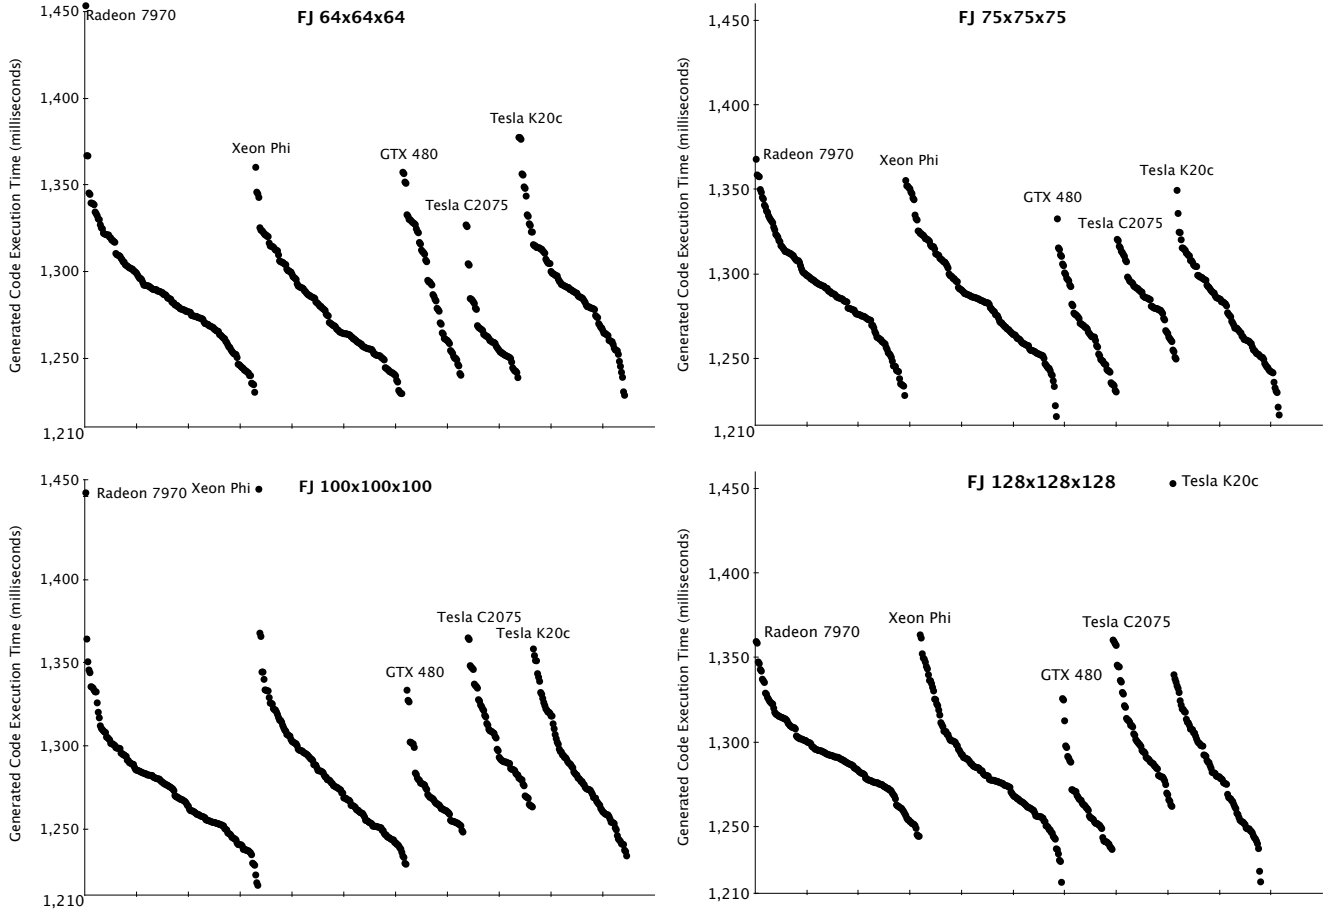 FJ 64x64x64
Generated Code Execution Time (milliseconds)
1,450
1,400
1,350
1,300
1,250
1,210
Radeon 7970
Xeon Phi
GTX 480
Tesla C2075
Tesla K20c
FJ 75x75x75
Generated Code Execution Time (milliseconds)
1,450
1,400
1,350
1,300
1,250
1,210
Radeon 7970
Xeon Phi
GTX 480
Tesla C2075
Tesla K20c
FJ 100x100x100
Generated Code Execution Time (milliseconds)
1,450
1,400
1,350
1,300
1,250
1,210
Radeon 7970
Xeon Phi
GTX 480
Tesla C2075
Tesla K20c
FJ 128x128x128
Generated Code Execution Time (milliseconds)
1,450
1,400
1,350
1,300
1,250
1,210
Radeon 7970
Xeon Phi
GTX 480
Tesla C2075
Tesla K20c